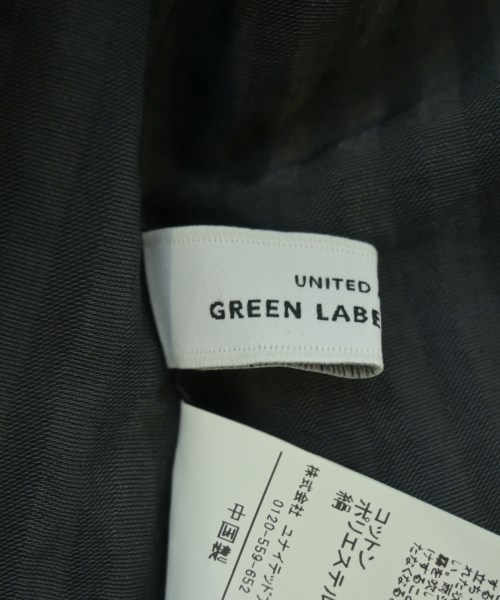 UNITED
GREEN LABE
コットン
ポリエステル
絹
株式会社 ユナイテッド
0120-559-652
中国製